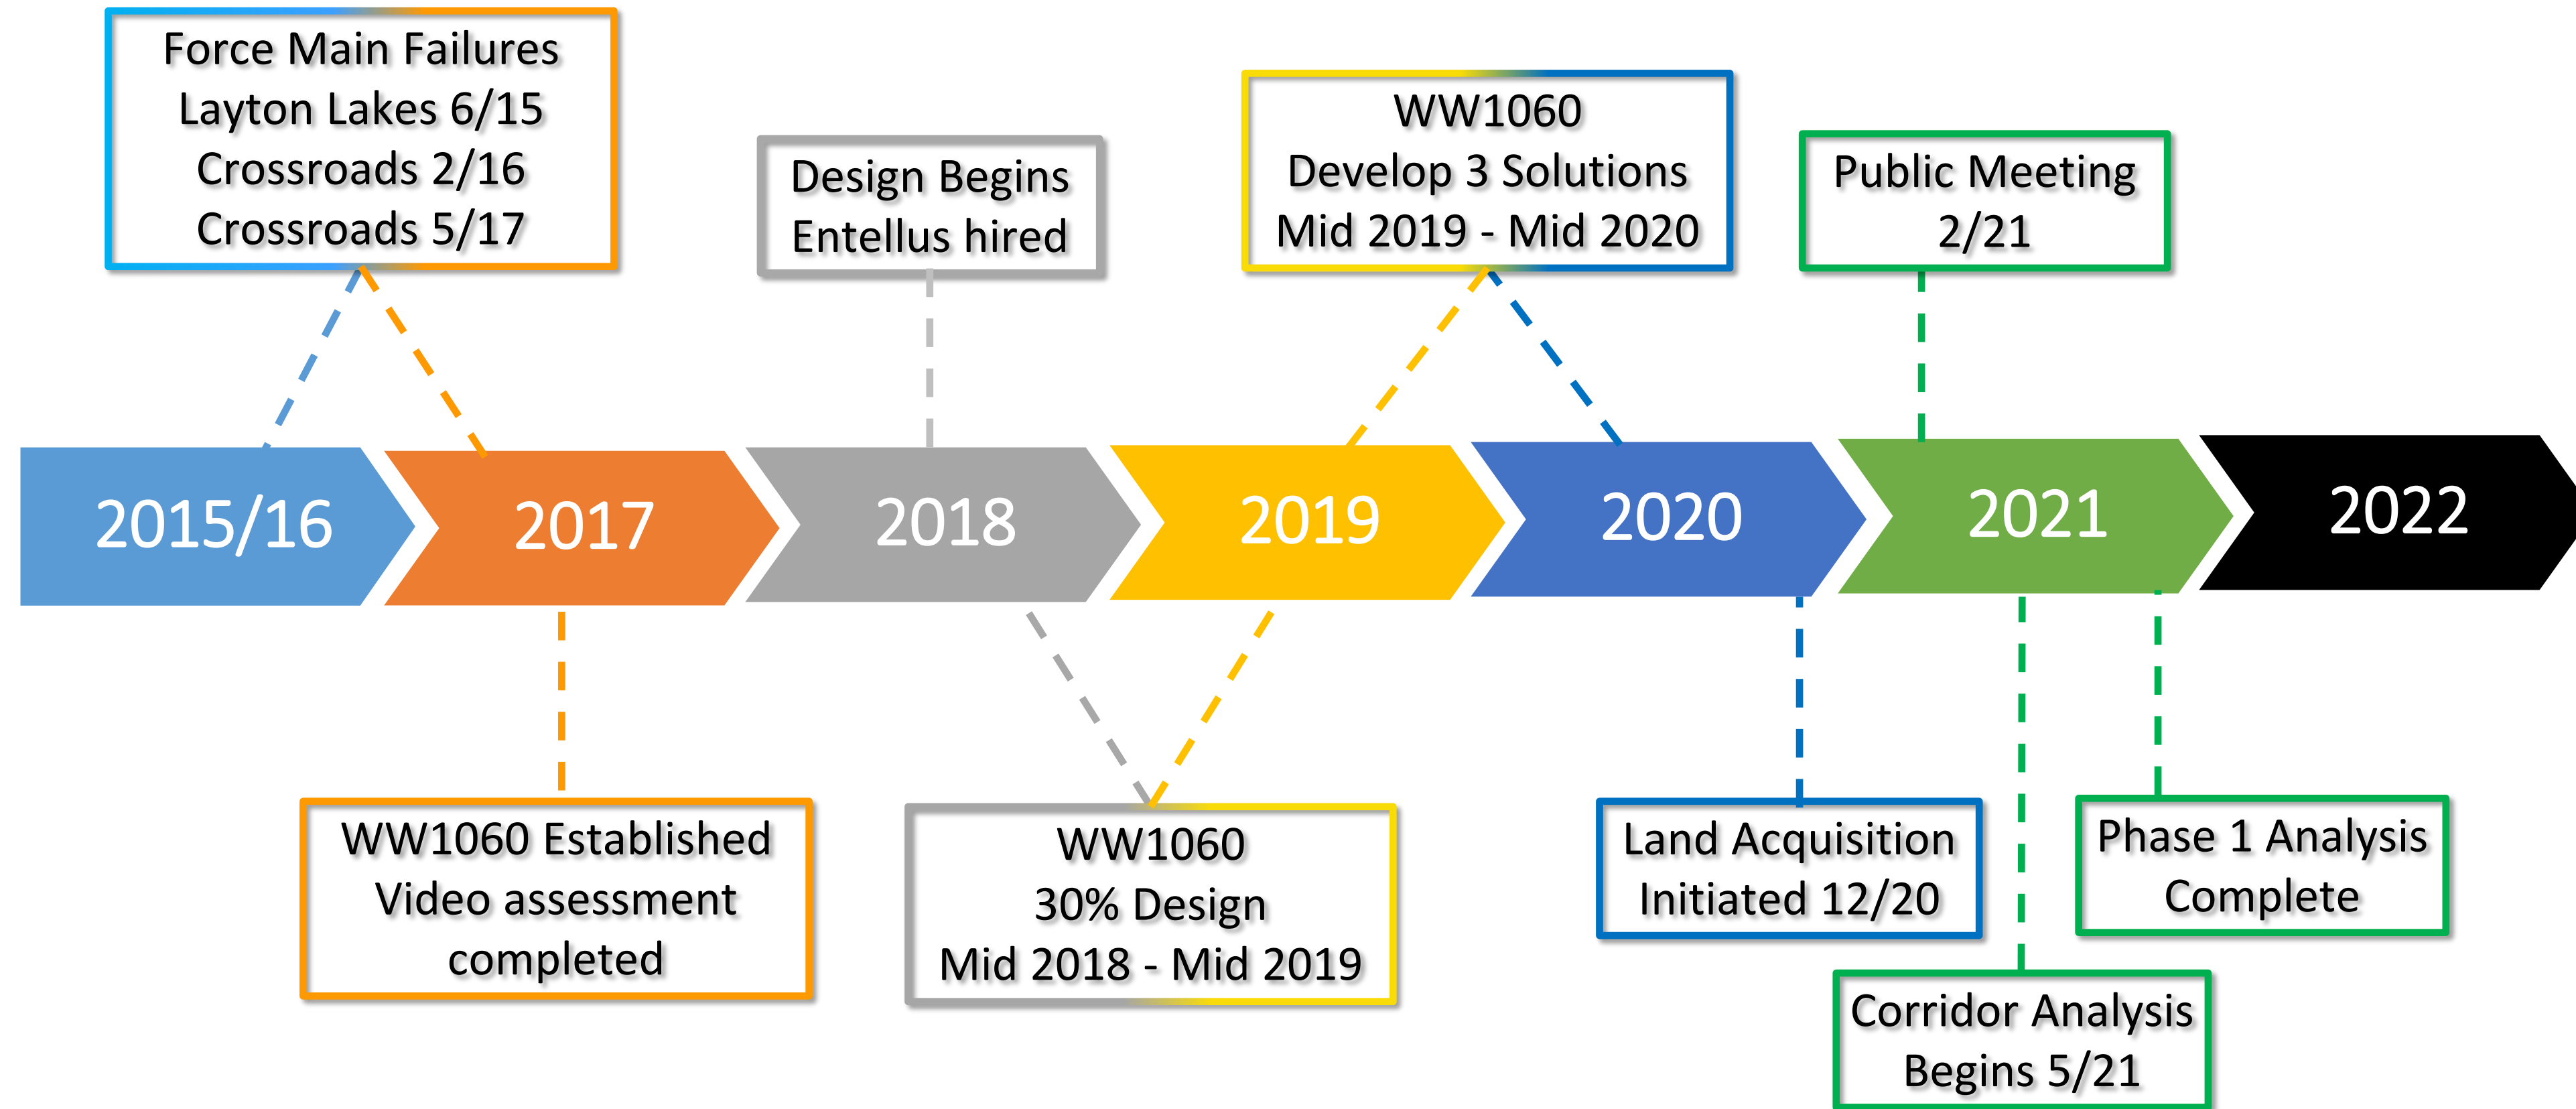 Force Main Failures
Layton Lakes 6/15
Crossroads 2/16
Crossroads 5/17
Design Begins
Entellus hired
WW1060
Develop 3 Solutions
Mid 2019 - Mid 2020
Public Meeting
2/21
2015/16
2017
2018
2019
2020
2021
2022
WW1060 Established
Video assessment
completed
WW1060
30% Design
Mid 2018 - Mid 2019
Land Acquisition
Initiated 12/20
Phase 1 Analysis
Complete
Corridor Analysis
Begins 5/21